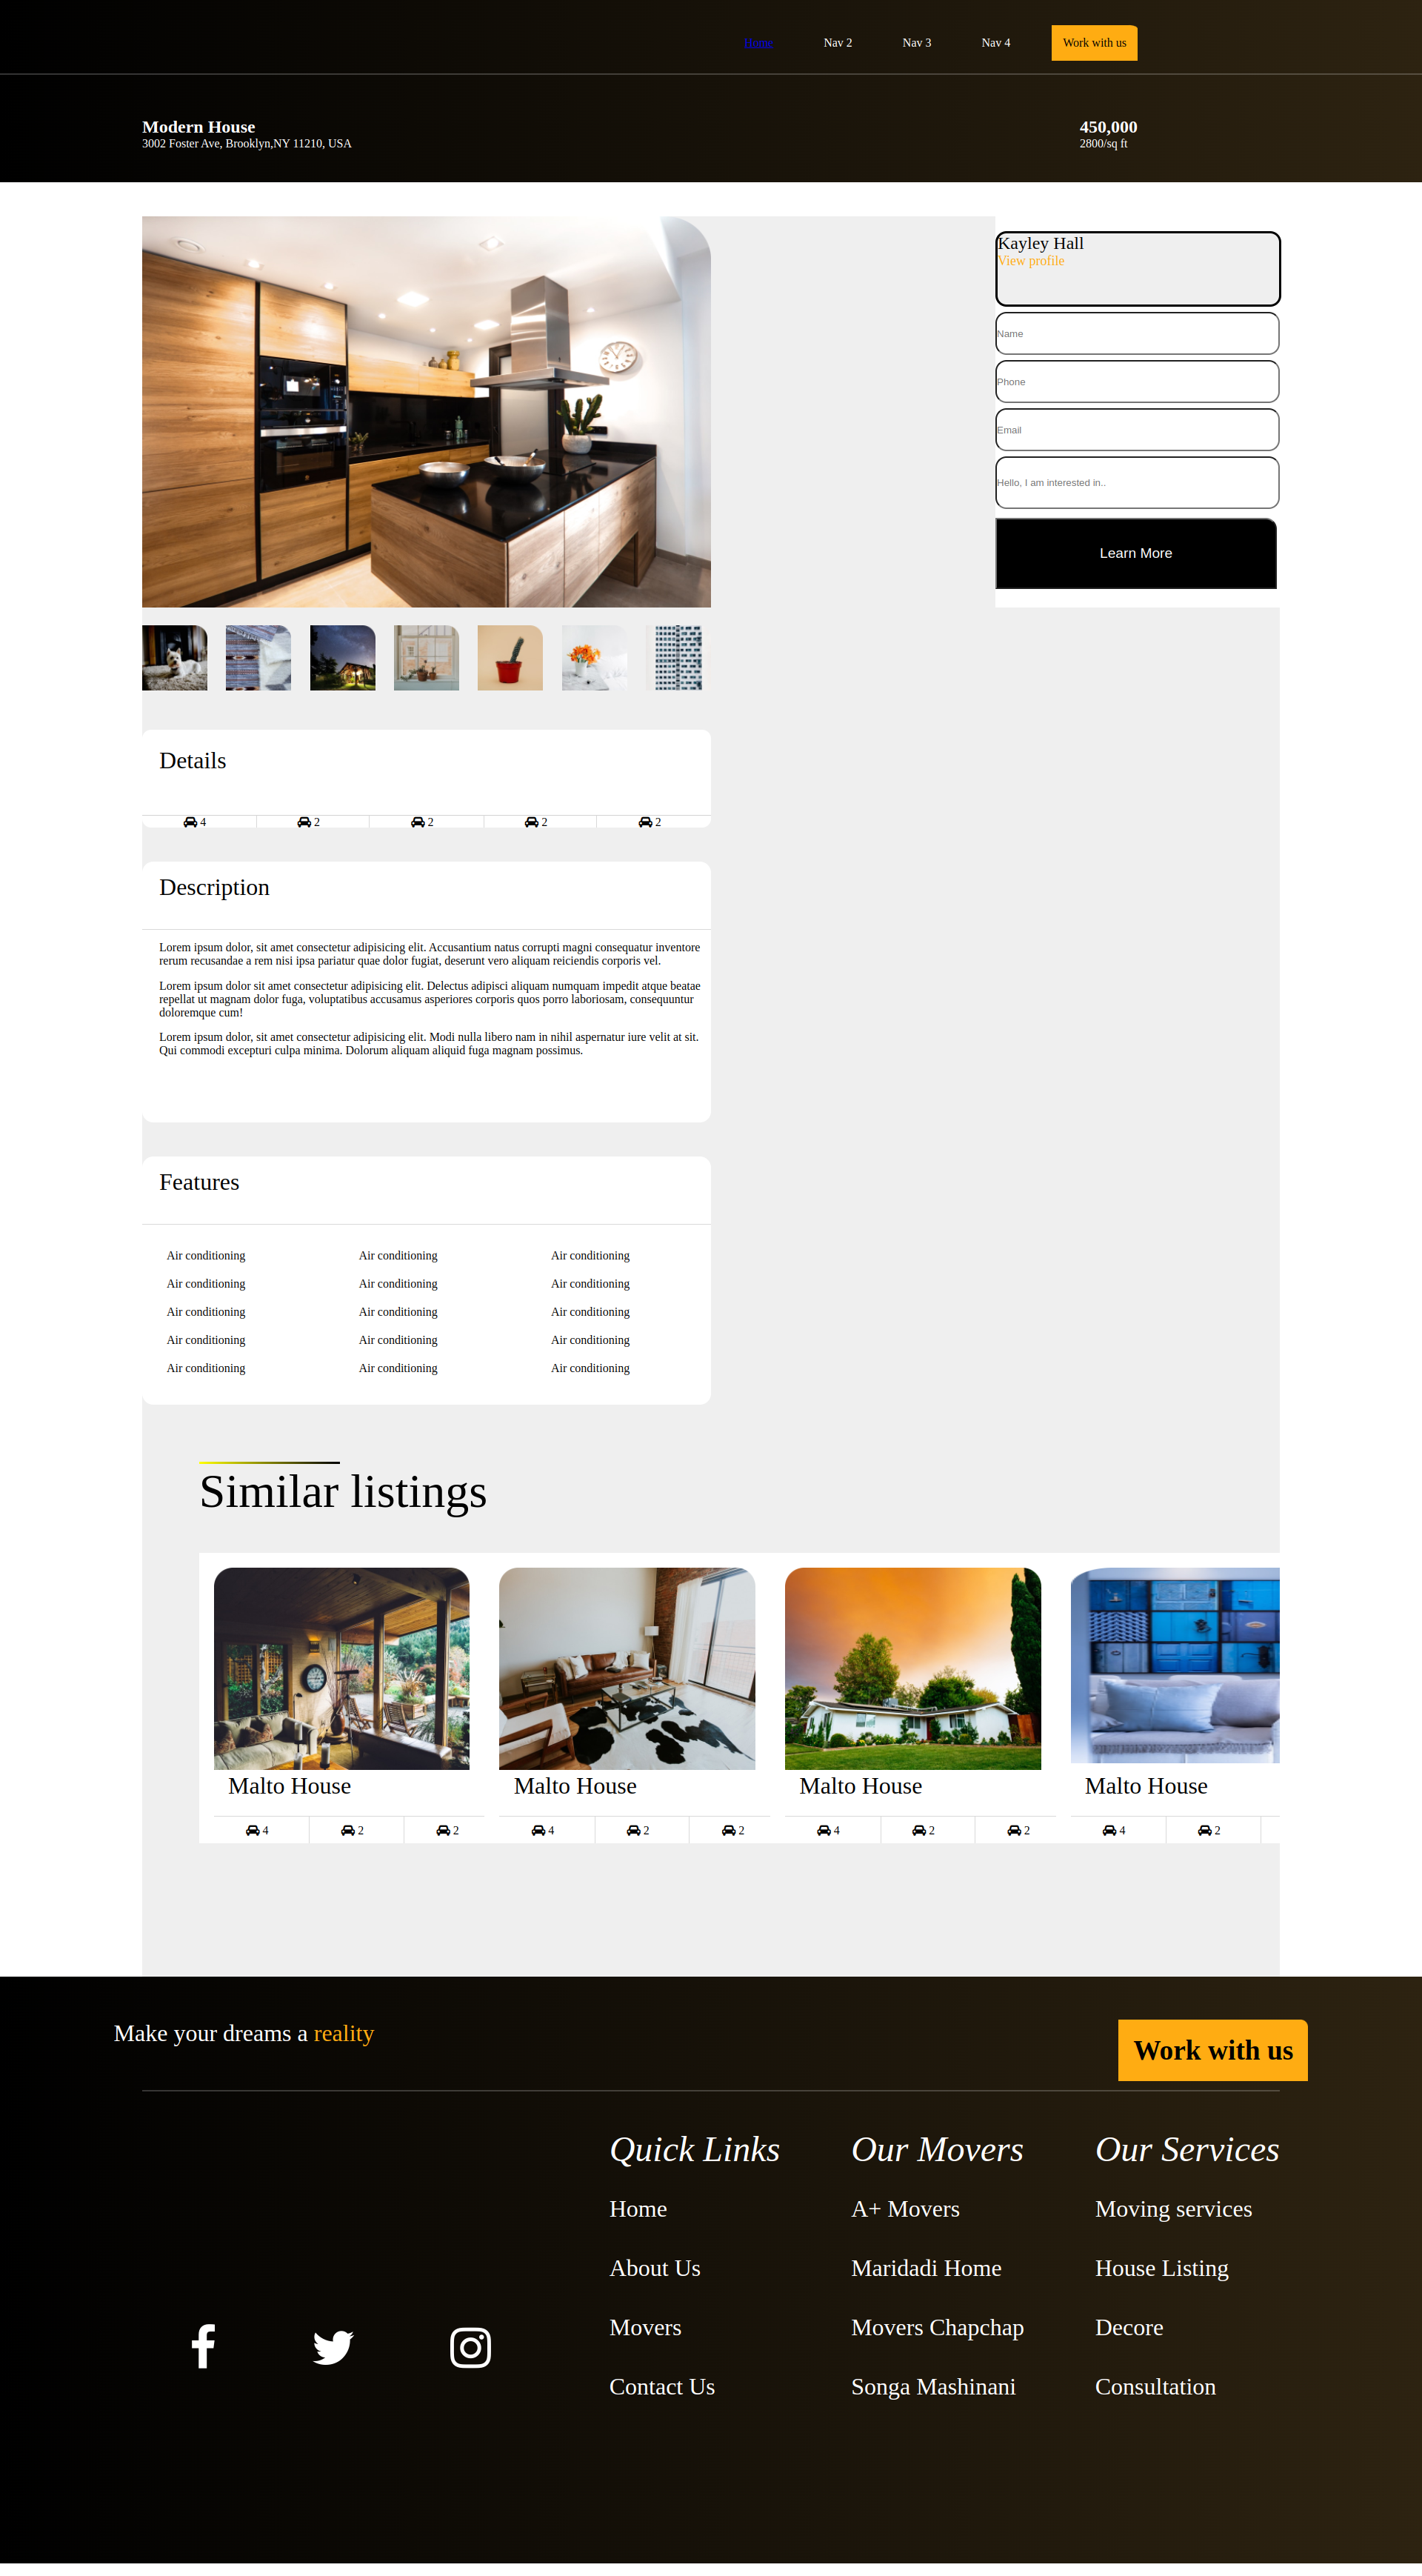 Home Nav 2 Nav 3 Nav 4 Work with us
Modern House
3002 Foster Ave, Brooklyn,NY 11210, USA
450,000
2800/sq ft
Kayley Hall
View profile
Name
Phone
Email
Hello, I am interested in..
Learn More
Details
4 2 2 2 2
Description
Lorem ipsum dolor, sit amet consectetur adipisicing elit. Accusantium natus corrupti magni consequatur inventore
rerum recusandae a rem nisi ipsa pariatur quae dolor fugiat, deserunt vero aliquam reiciendis corporis vel.
Lorem ipsum dolor sit amet consectetur adipisicing elit. Delectus adipisci aliquam numquam impedit atque beatae
repellat ut magnam dolor fuga, voluptatibus accusamus asperiores corporis quos porro laboriosam, consequuntur
doloremque cum!
Lorem ipsum dolor, sit amet consectetur adipisicing elit. Modi nulla libero nam in nihil aspernatur iure velit at sit.
Qui commodi excepturi culpa minima. Dolorum aliquam aliquid fuga magnam possimus.
Features
Air conditioning Air conditioning Air conditioning
Air conditioning Air conditioning Air conditioning
Air conditioning Air conditioning Air conditioning
Air conditioning Air conditioning Air conditioning
Air conditioning Air conditioning Air conditioning
Similar listings
Malto House Malto House Malto House Malto House
4 2 2 4 2 2 4 2 2 4 2
Make your dreams a reality
Work with us
Quick Links
Home
About Us
Movers
Contact Us
Our Movers
A+ Movers
Maridadi Home
Movers Chapchap
Songa Mashinani
Our Services
Moving services
House Listing
Decore
Consultation